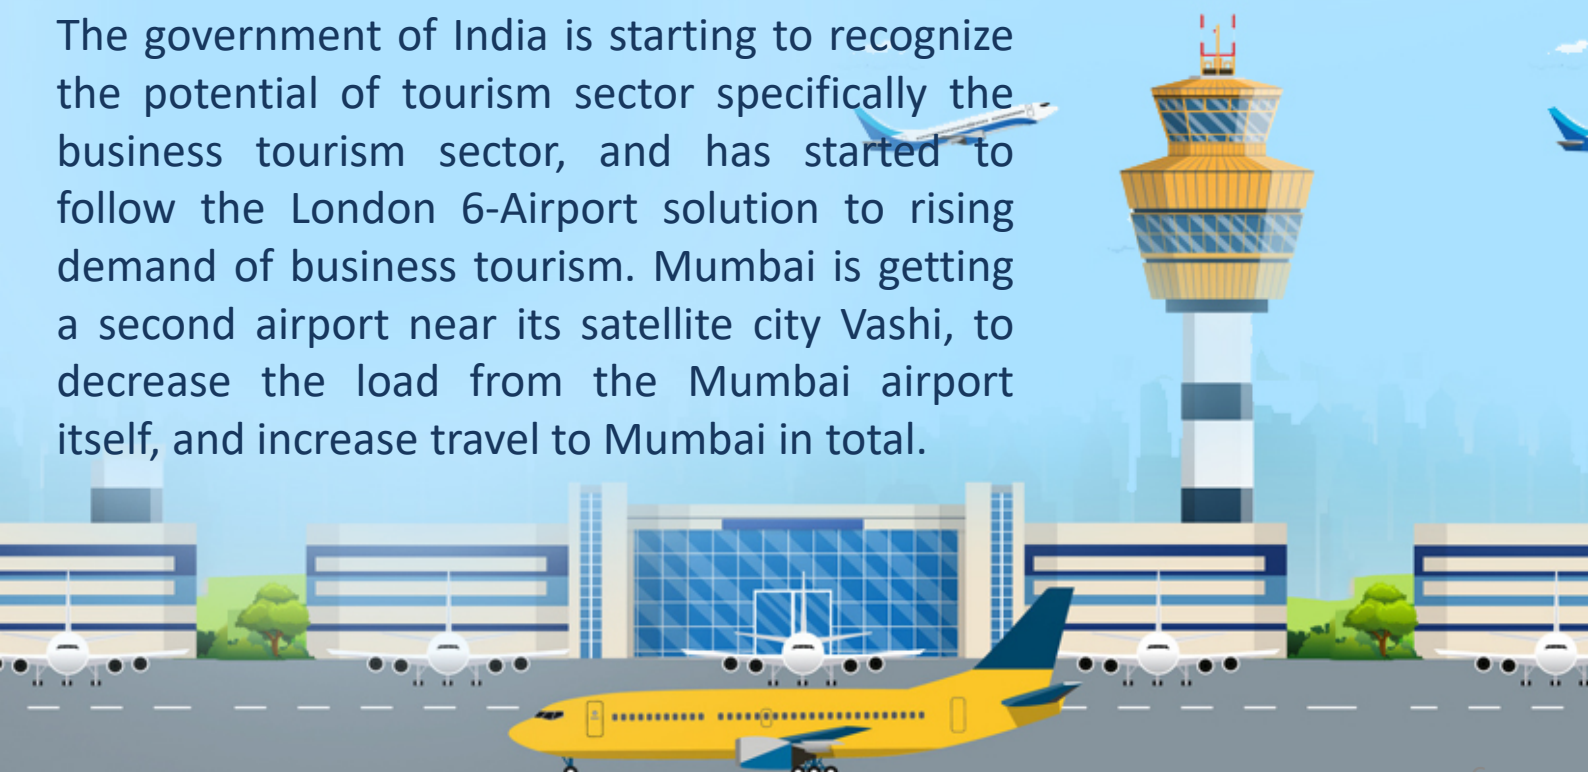 The government of India is starting to recognize
the potential of tourism sector specifically the
business tourism sector, and has started to
follow the London 6-Airport solution to rising
demand of business tourism. Mumbai is getting
a second airport near its satellite city Vashi, to
decrease the load from the Mumbai airport
itself, and increase travel to Mumbai in total.